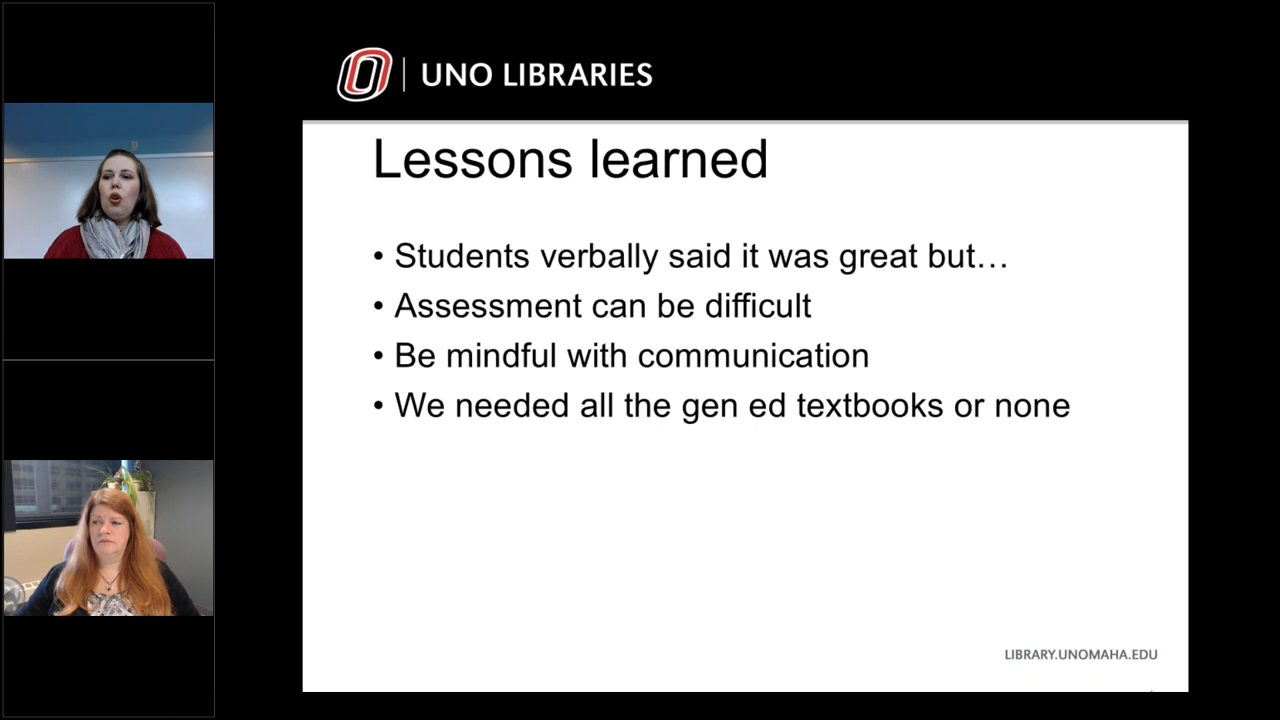 UNO LIBRARIES
Lessons learned
• Students verbally said it was great but…
• Assessment can be difficult
• Be mindful with communication
• We needed all the gen ed textbooks or none
LIBRARY.UNOMAHA.EDU